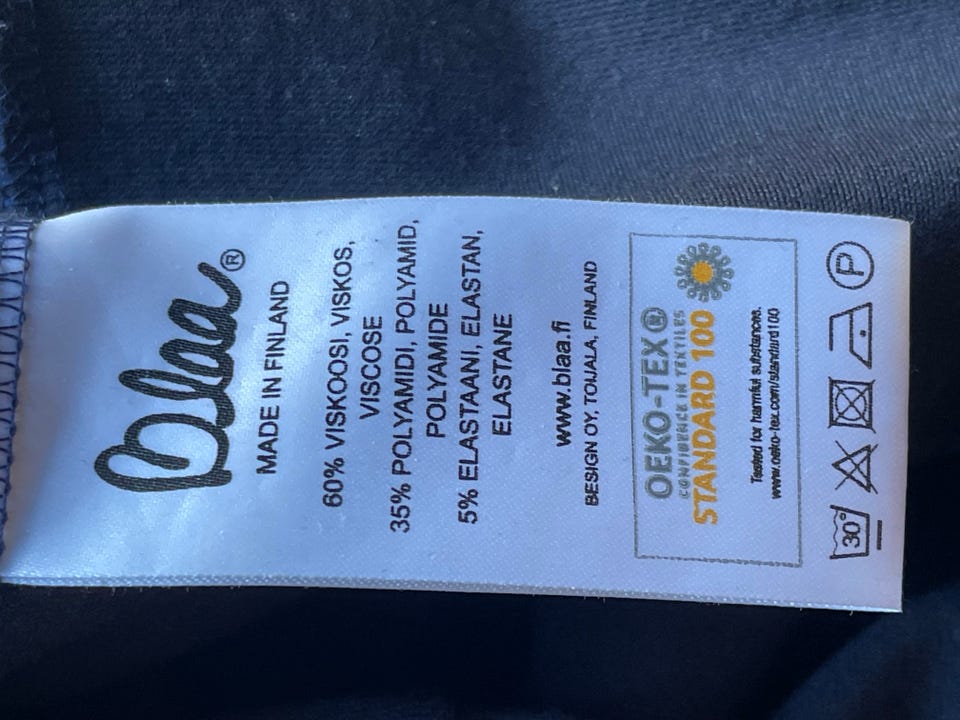 Blaa®
MADE IN FINLAND
60% VISKOOSI, VISKOS,
VISCOSE
35% POLYAMIDI, POLYAMID,
POLYAMIDE
5% ELASTAANI, ELASTAN,
ELASTANE
www.blaa.fi
BESIGN OY, TOIJALA, FINLAND
OEKO-TEX®
CONFIDENCE IN TEXTILES
STANDARD 100
Tested for harmful substances.
www.oeko-tex.com/standard100
30° P